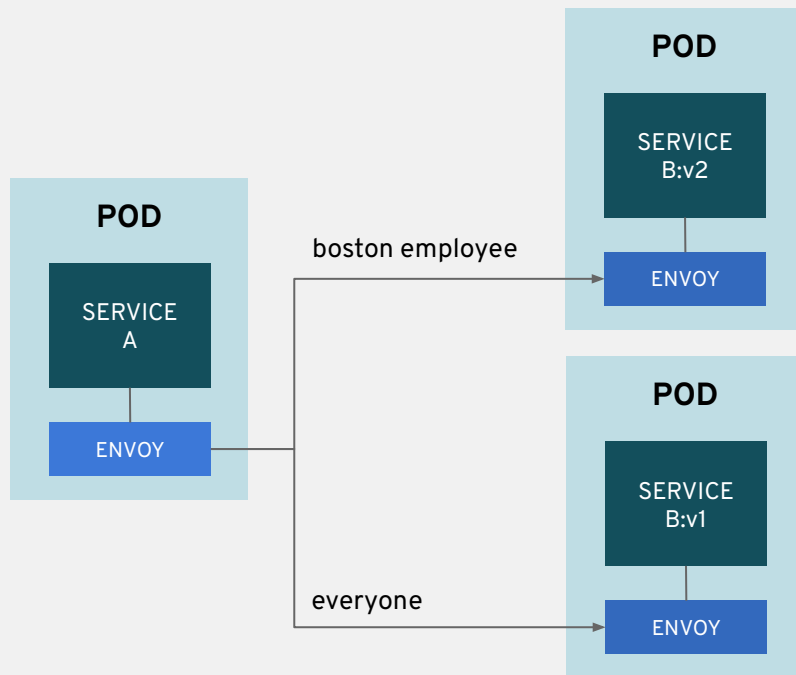 POD
SERVICE
A
ENVOY
boston employee
everyone
POD
SERVICE
B:v2
ENVOY
POD
SERVICE
B:v1
ENVOY